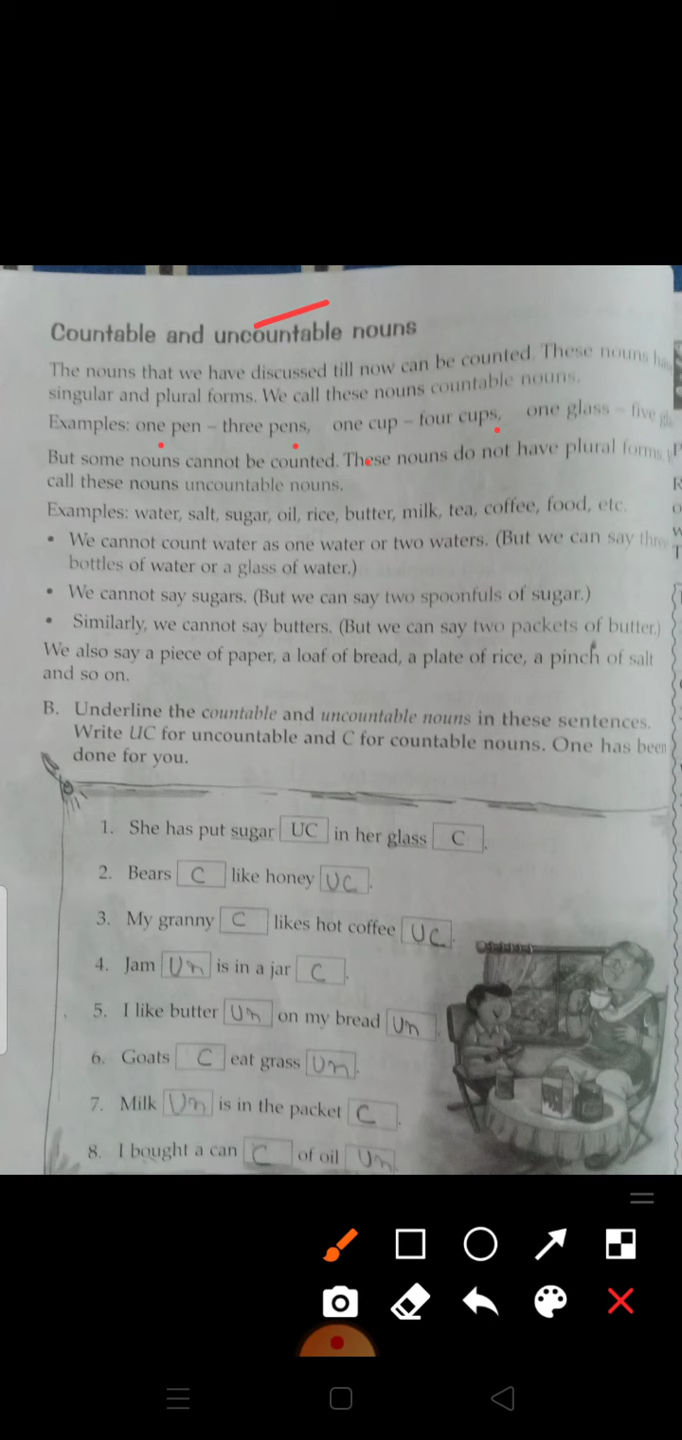 Countable and uncountable nouns
The nouns that we have discussed till now can be counted. These nouns
singular and plural forms. We call these nouns countable nouns.
Examples: one pen – three pens, one cup – four cups, one glass – five
But some nouns cannot be counted. These nouns do not have plural forms
call these nouns uncountable nouns.
Examples: water, salt, sugar, oil, rice, butter, milk, tea, coffee, food, etc.
• We cannot count water as one water or two waters. (But we can say
bottles of water or a glass of water.)
• We cannot say sugars. (But we can say two spoonfuls of sugar.)
• Similarly, we cannot say butters. (But we can say two packets of butter.)
We also say a piece of paper, a loaf of bread, a plate of rice, a pinch of salt
and so on.
B. Underline the countable and uncountable nouns in these sentences.
Write UC for uncountable and C for countable nouns. One has been
done for you.
1. She has put sugar UC in her glass C.
2. Bears C like honey UC.
3. My granny C likes hot coffee UC.
4. Jam Un is in a jar C.
5. I like butter Un on my bread Un.
6. Goats C eat grass Un.
7. Milk Un is in the packet C.
8. I bought a can C of oil Un.